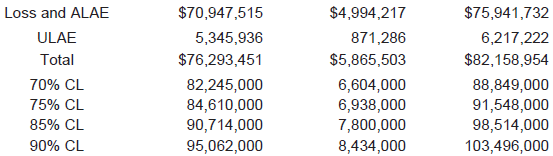 Loss and ALAE $70,947,515 $4,994,217 $75,941,732
ULAE 5,345,936 871,286 6,217,222
Total $76,293,451 $5,865,503 $82,158,954
70% CL 82,245,000 6,604,000 88,849,000
75% CL 84,610,000 6,938,000 91,548,000
85% CL 90,714,000 7,800,000 98,514,000
90% CL 95,062,000 8,434,000 103,496,000